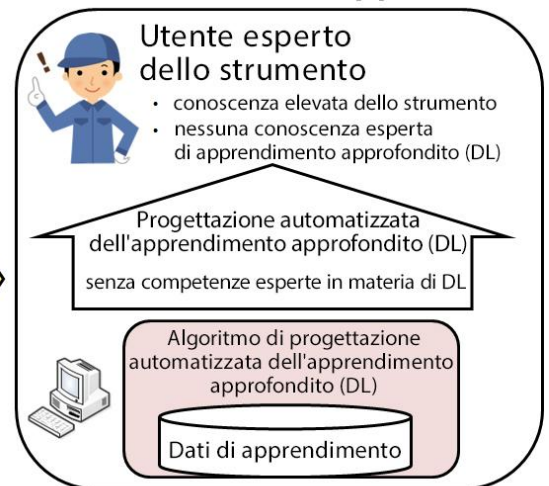 Utente esperto
dello strumento
• conoscenza elevata dello strumento
• nessuna conoscenza esperta
di apprendimento approfondito (DL)
Progettazione automatizzata
dell'apprendimento approfondito (DL)
senza competenze esperte in materia di DL
Algoritmo di progettazione
automatizzata dell'apprendimento
approfondito (DL)
Dati di apprendimento